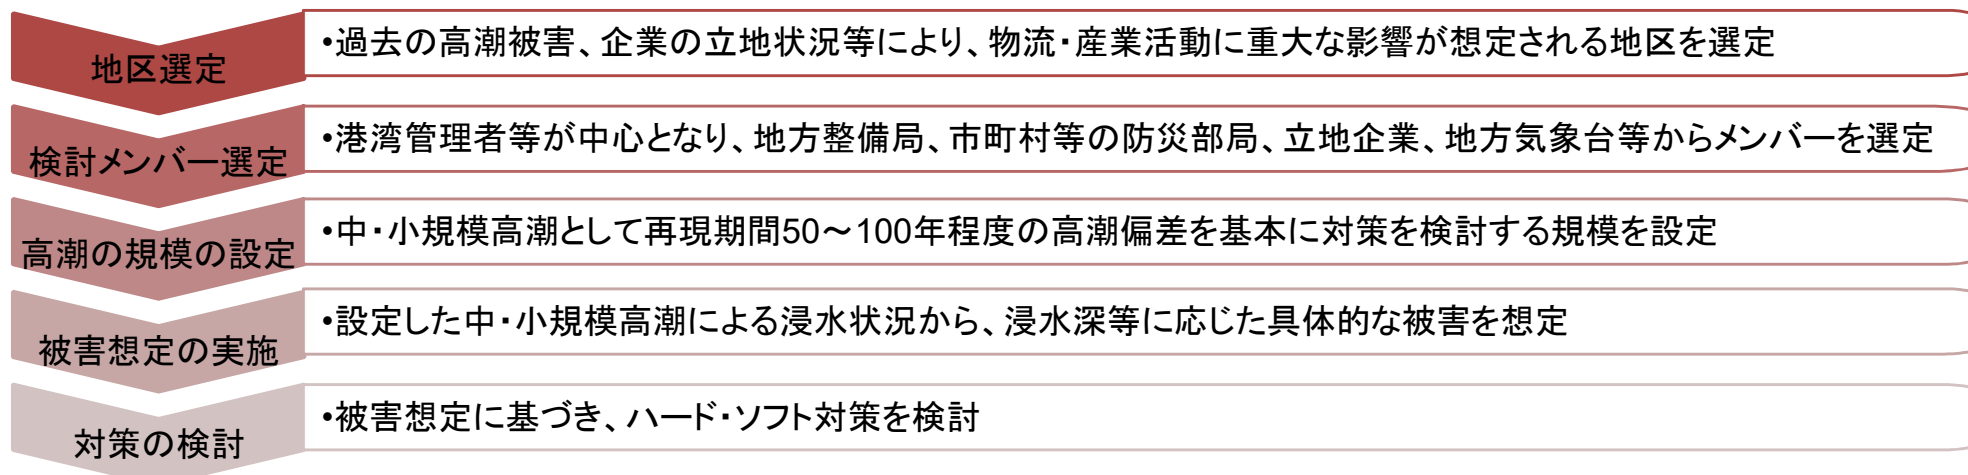 地区選定
•過去の高潮被害、企業の立地状況等により、物流・産業活動に重大な影響が想定される地区を選定
検討メンバー選定
•港湾管理者等が中心となり、地方整備局、市町村等の防災部局、立地企業、地方気象台等からメンバーを選定
高潮の規模の設定
•中・小規模高潮として再現期間50～100年程度の高潮偏差を基本に対策を検討する規模を設定
被害想定の実施
•設定した中・小規模高潮による浸水状況から、浸水深等に応じた具体的な被害を想定
対策の検討
•被害想定に基づき、ハード・ソフト対策を検討